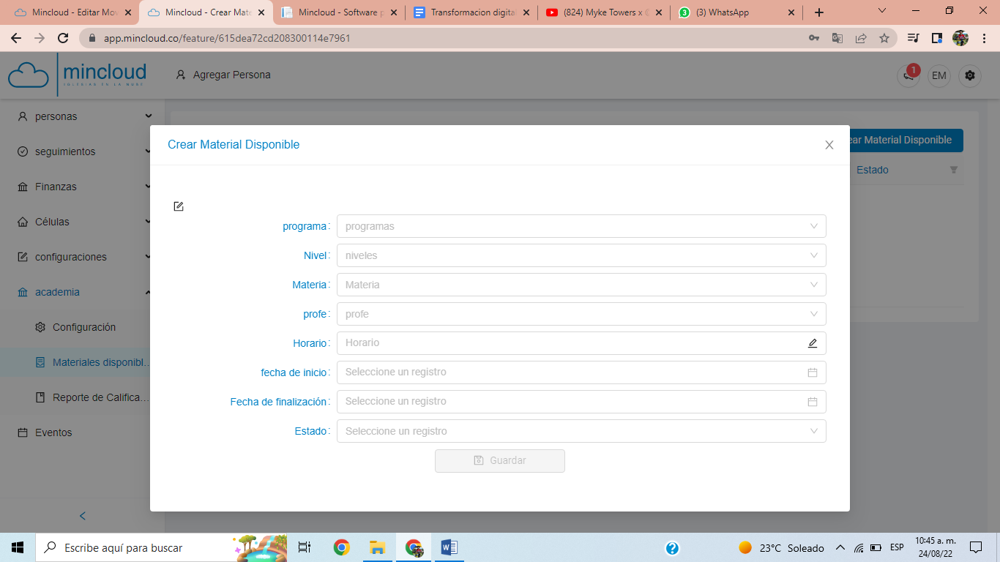 Mincloud - Editar Mov
Mincloud - Crear Mate
Mincloud - Software p
Transformacion digital
(824) Myke Towers x
(3) WhatsApp
app.mincloud.co/feature/615dea72cd208300114e7961
mincloud
IGLESIAS EN LA NUBE
Agregar Persona
1
EM
personas
seguimientos
Finanzas
Células
configuraciones
academia
Configuración
Materiales disponibl...
Reporte de Califica...
Eventos
ear Material Disponible
Estado
Crear Material Disponible
programa: programas
Nivel: niveles
Materia: Materia
profe: profe
Horario: Horario
fecha de inicio: Seleccione un registro
Fecha de finalización: Seleccione un registro
Estado: Seleccione un registro
Guardar
Escribe aquí para buscar
23°C Soleado
ESP
10:45 a. m.
24/08/22